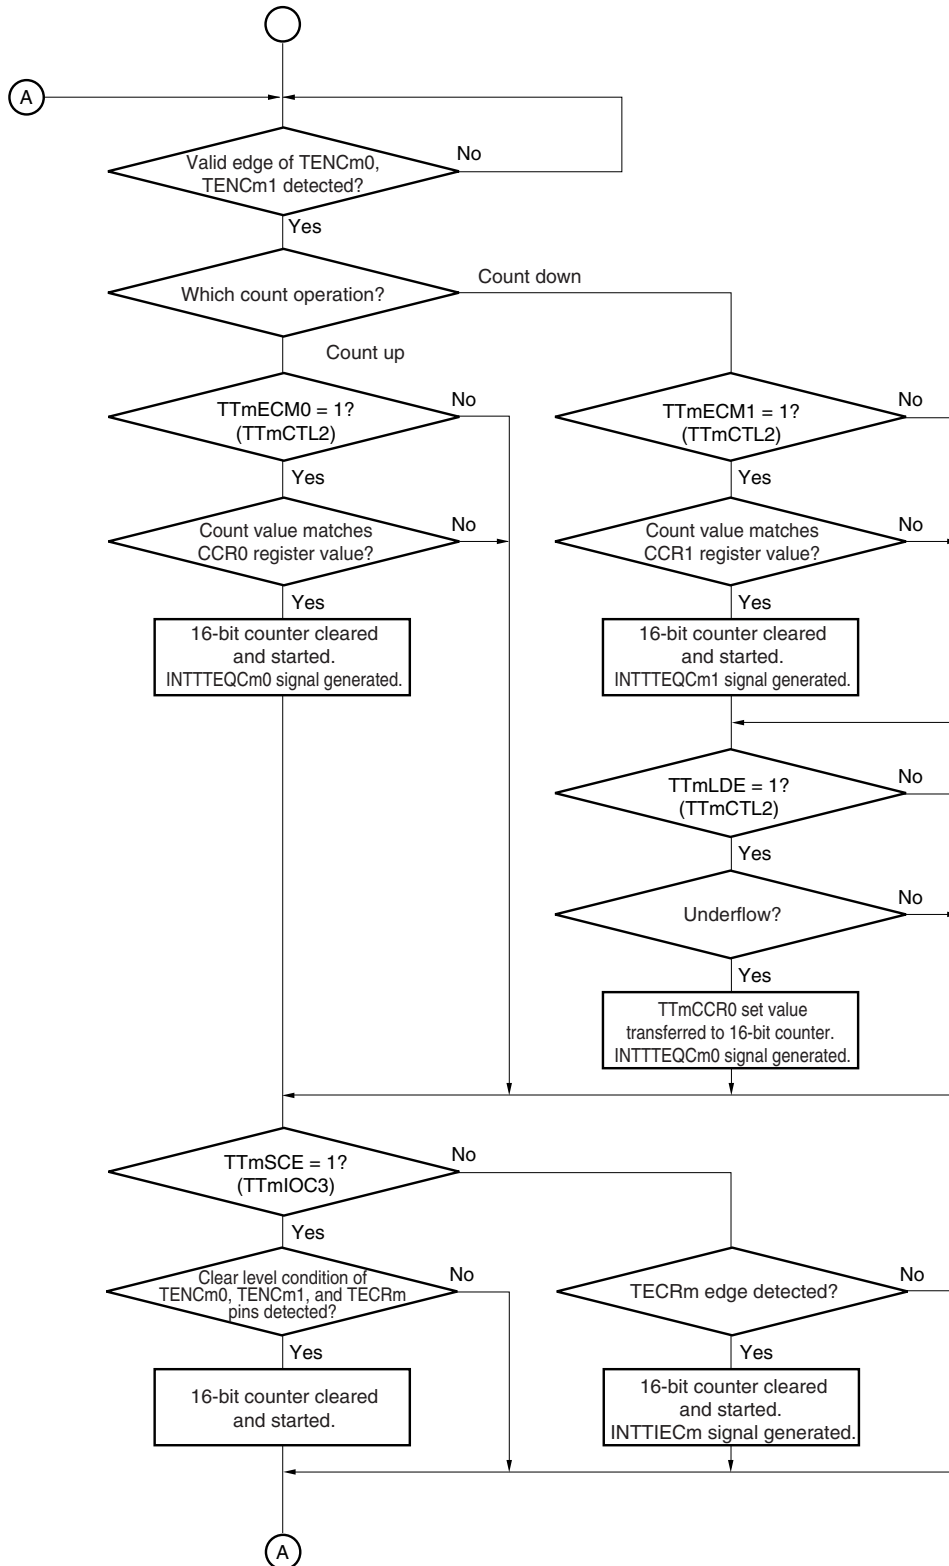 A
Valid edge of TENCm0,
TENCm1 detected?
No
Yes
Which count operation?
Count down
Count up
TTmECM0 = 1?
(TTmCTL2)
No
Yes
TTmECM1 = 1?
(TTmCTL2)
No
Yes
Count value matches
CCR0 register value?
No
Yes
Count value matches
CCR1 register value?
No
Yes
16-bit counter cleared
and started.
INTTTEQCm0 signal generated.
16-bit counter cleared
and started.
INTTTEQCm1 signal generated.
TTmLDE = 1?
(TTmCTL2)
No
Yes
Underflow?
No
Yes
TTmCCR0 set value
transferred to 16-bit counter.
INTTTEQCm0 signal generated.
TTmSCE = 1?
(TTmIOC3)
No
Yes
Clear level condition of
TENCm0, TENCm1, and TECRm
pins detected?
No
Yes
TECRm edge detected?
No
Yes
16-bit counter cleared
and started.
16-bit counter cleared
and started.
INTTIECm signal generated.
A